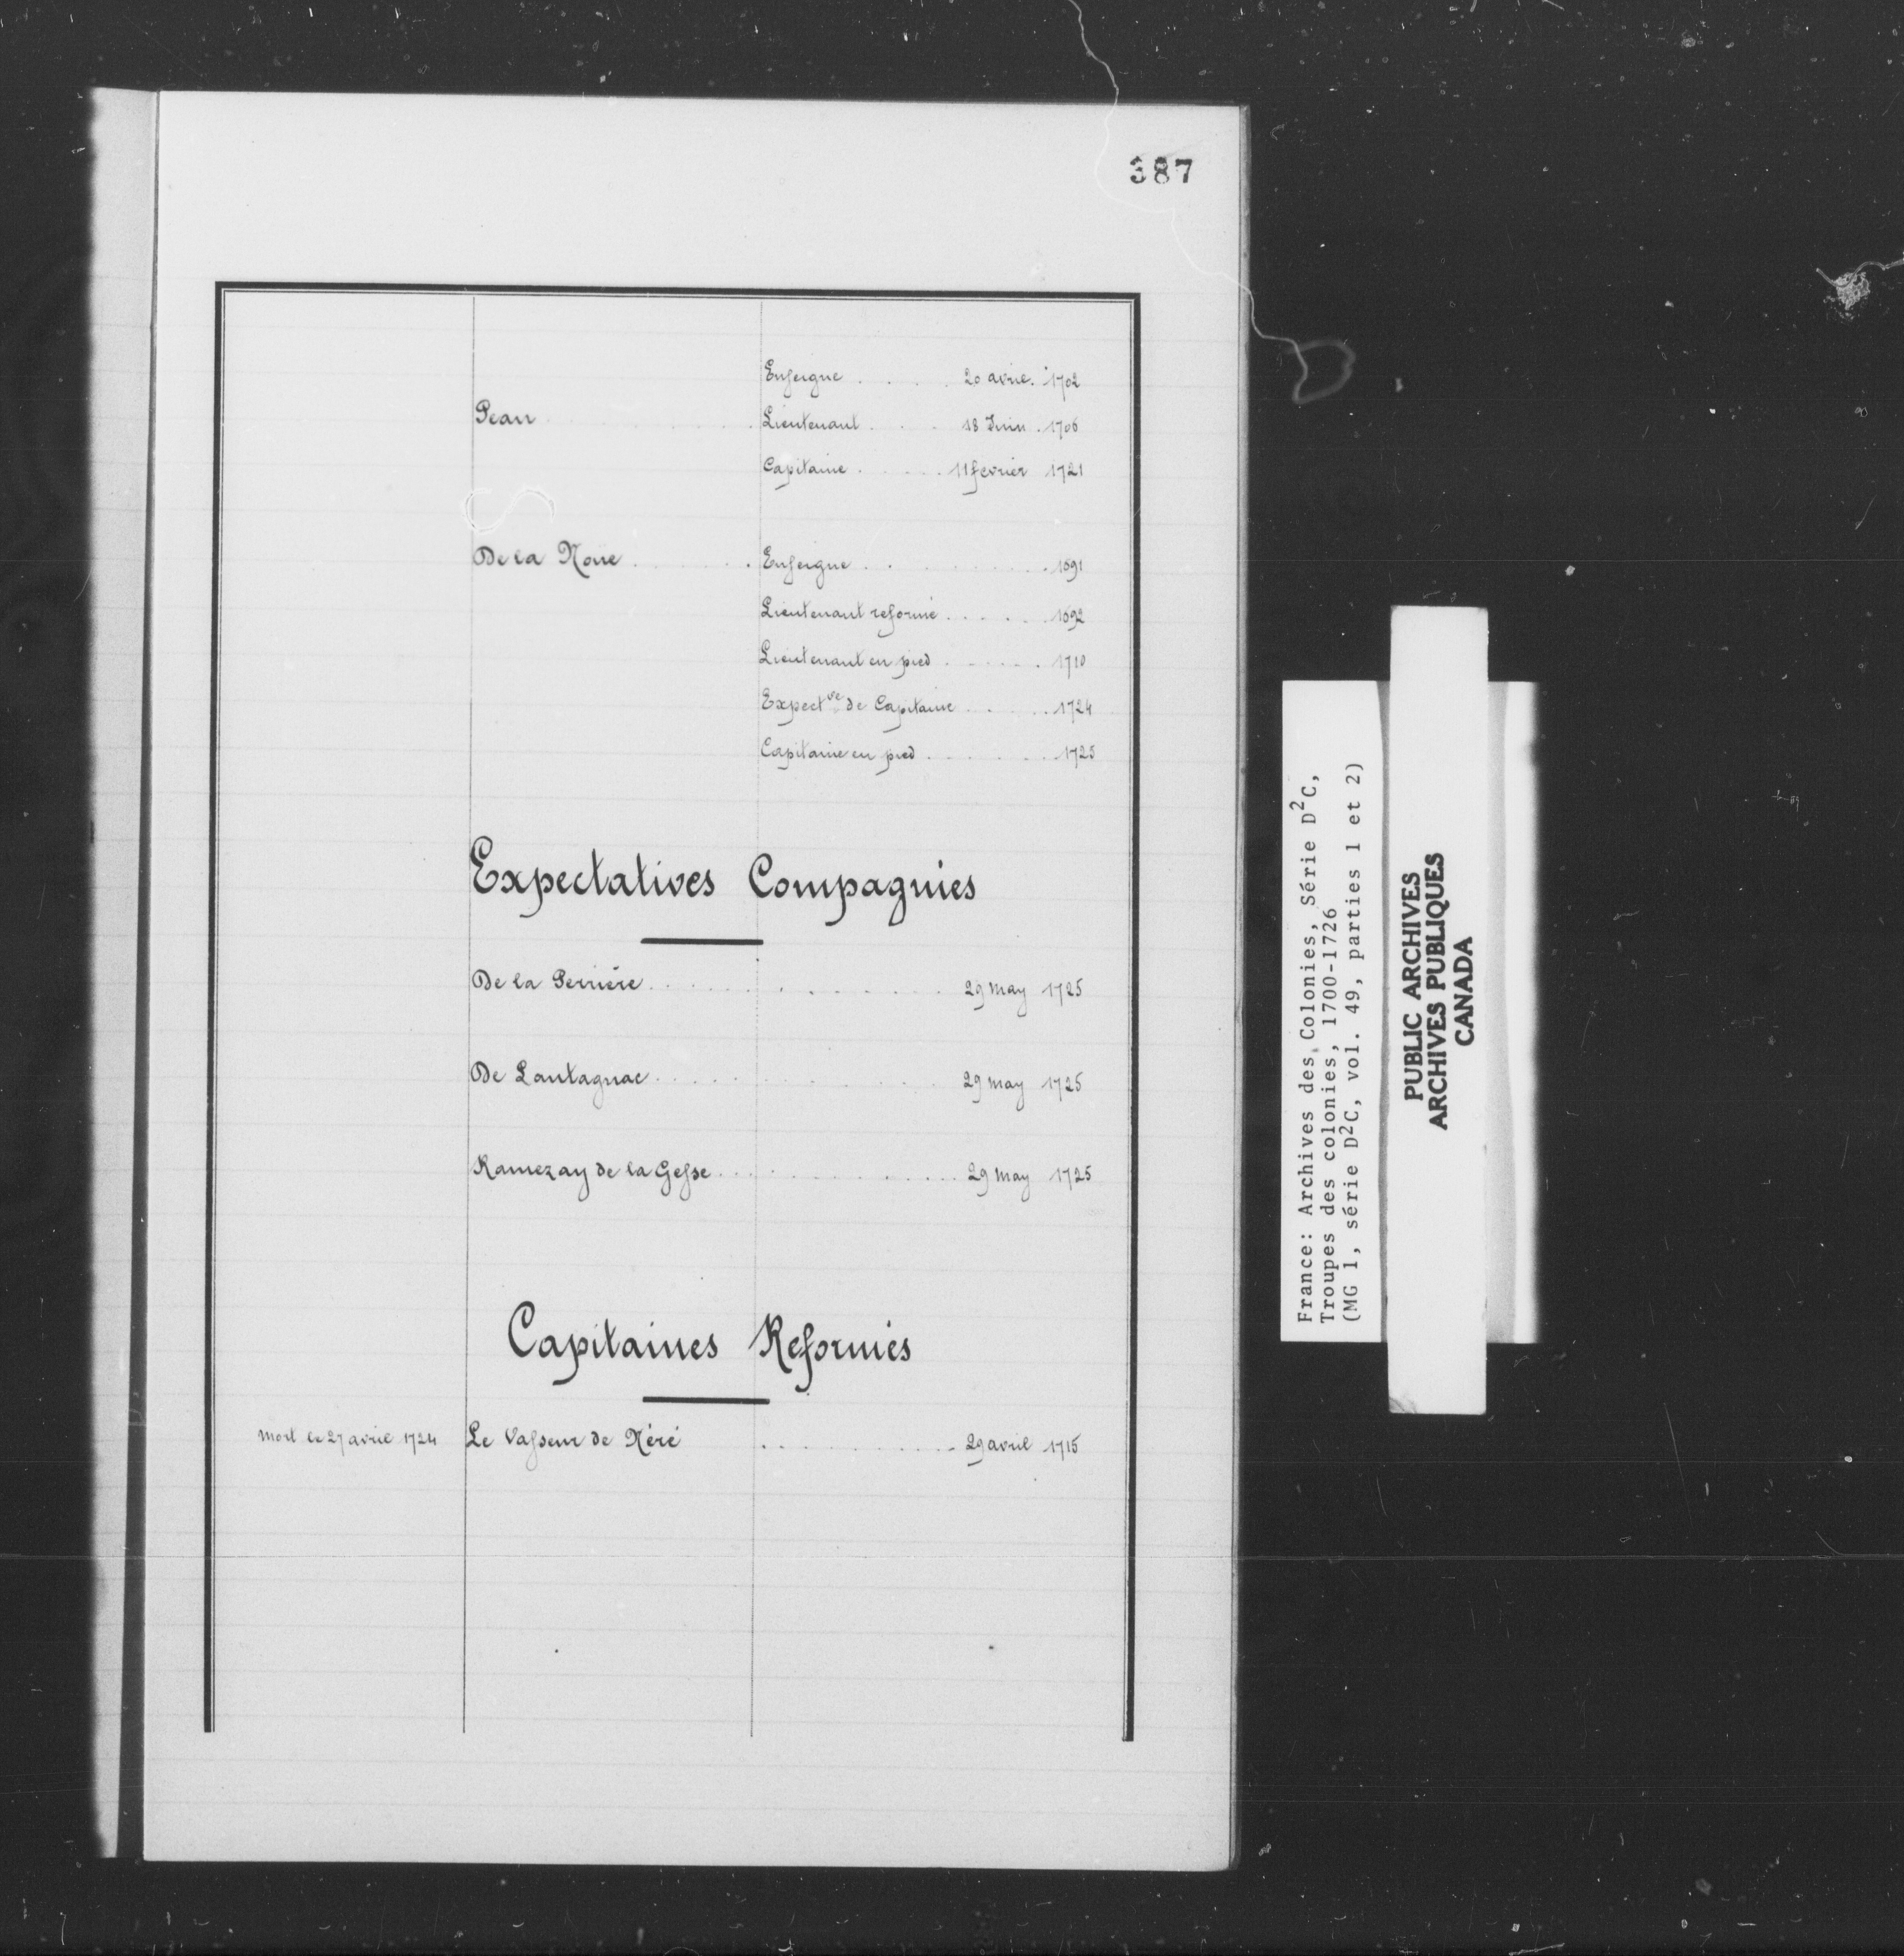 387
Enseigne . . . . 20 avril. 1702
Pean . . . . Lieutenant . . . 18 Juin . 1706
Capitaine . . . . 11 fevrier 1721
De la Noüe . . . . Enseigne . . . . 1691
Lieutenant reformé . . . . 1692
Lieutenant en pied . . . . 1710
Expect.ve de Capitaine . . . . 1724
Capitaine en pied . . . . 1725
Expectatives Compagnies
De la Perriére . . . . 29 may 1725
De Lantagnac . . . . 29 may 1725
Ramezay de la Gesse . . . . 29 may 1725
Capitaines Reformés
Mort le 27 avril 1724 Le Vasseur de Néré . . . . 29 avril 1715
France: Archives des Colonies, Série D²C,
Troupes des colonies, 1700-1726
(MG 1, série D²C, vol. 49, parties 1 et 2)
PUBLIC ARCHIVES
ARCHIVES PUBLIQUES
CANADA